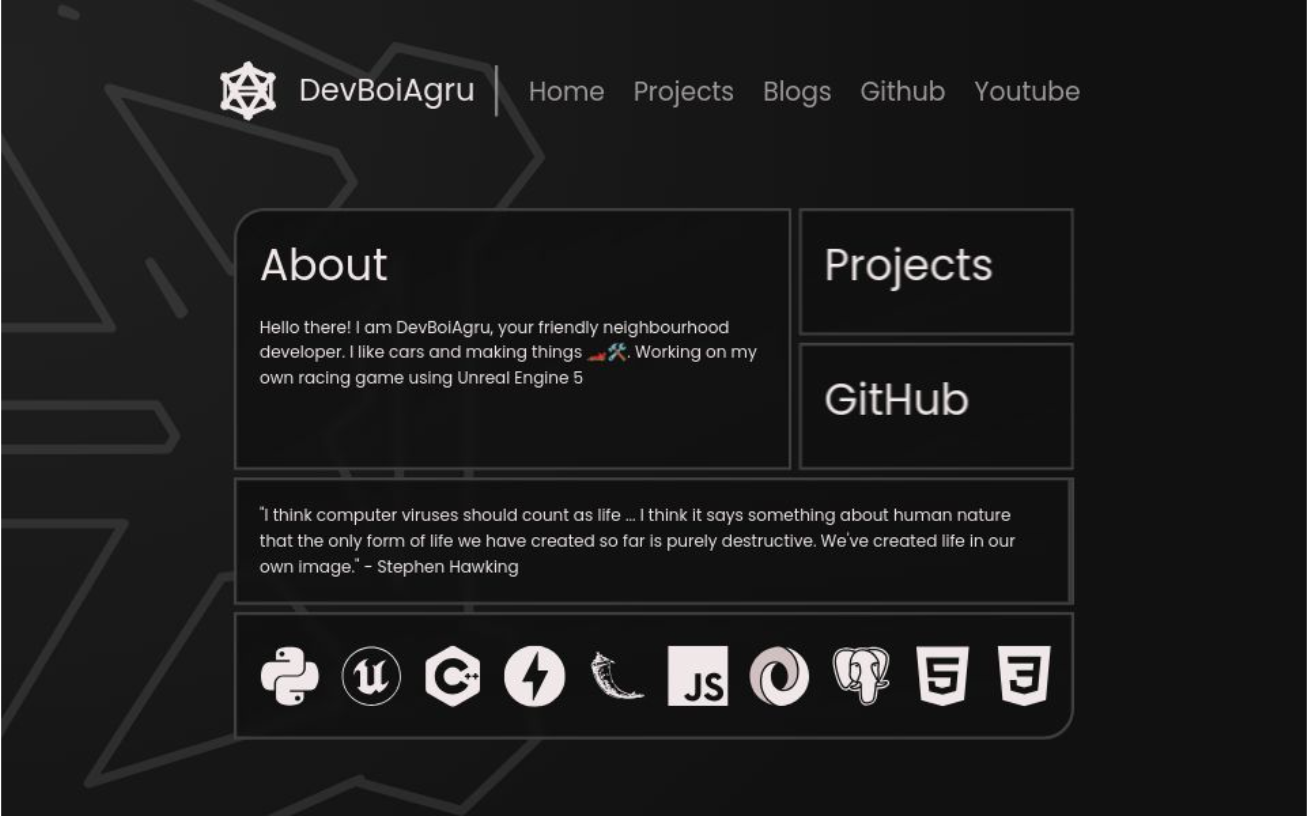 DevBoiAgru
Home Projects Blogs Github Youtube
About
Hello there! I am DevBoiAgru, your friendly neighbourhood
developer. I like cars and making things 🏎️🛠️. Working on my
own racing game using Unreal Engine 5
Projects
GitHub
"I think computer viruses should count as life ... I think it says something about human nature
that the only form of life we have created so far is purely destructive. We've created life in our
own image." - Stephen Hawking
C++ JS 5 3